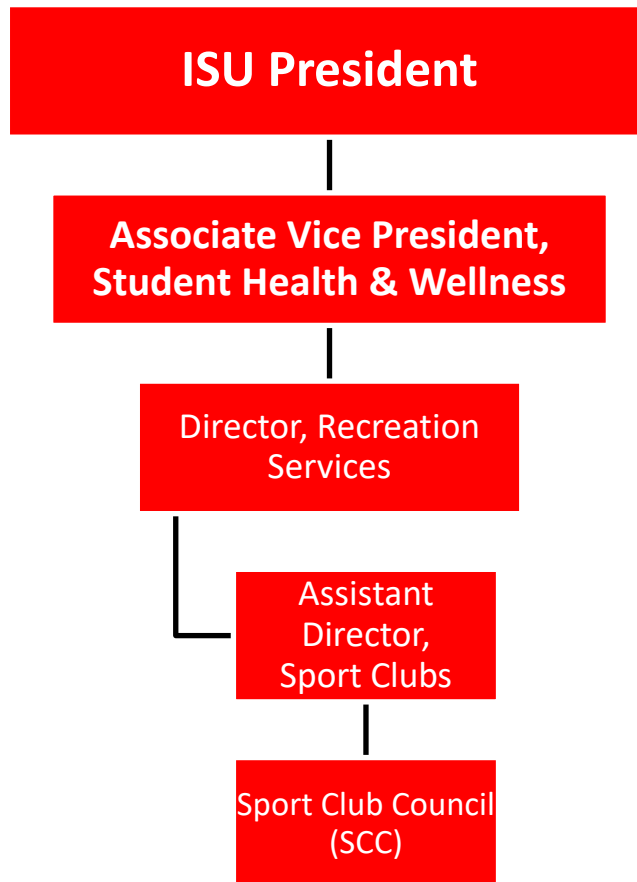 ISU President
Associate Vice President,
Student Health & Wellness
Director, Recreation
Services
Assistant
Director,
Sport Clubs
Sport Club Council
(SCC)